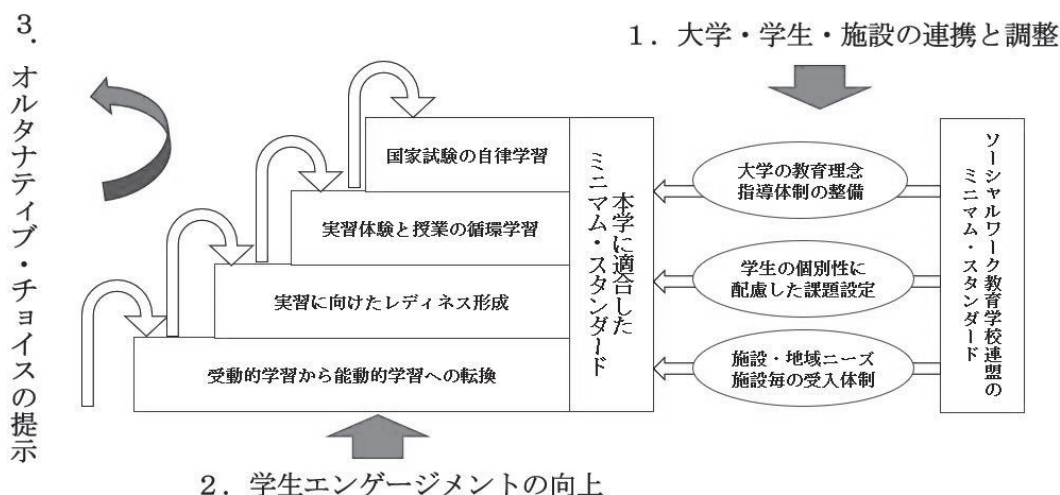 3．オルタナティブ・チョイスの提示
1．大学・学生・施設の連携と調整
国家試験の自律学習
実習体験と授業の循環学習
実習に向けたレディネス形成
受動的学習から能動的学習への転換
本学に適合した
ミニマム・スタンダード
大学の教育理念
指導体制の整備
学生の個別性に
配慮した課題設定
施設・地域ニーズ
施設毎の受入体制
ソーシャルワーク教育学校連盟の
ミニマム・スタンダード
2．学生エンゲージメントの向上